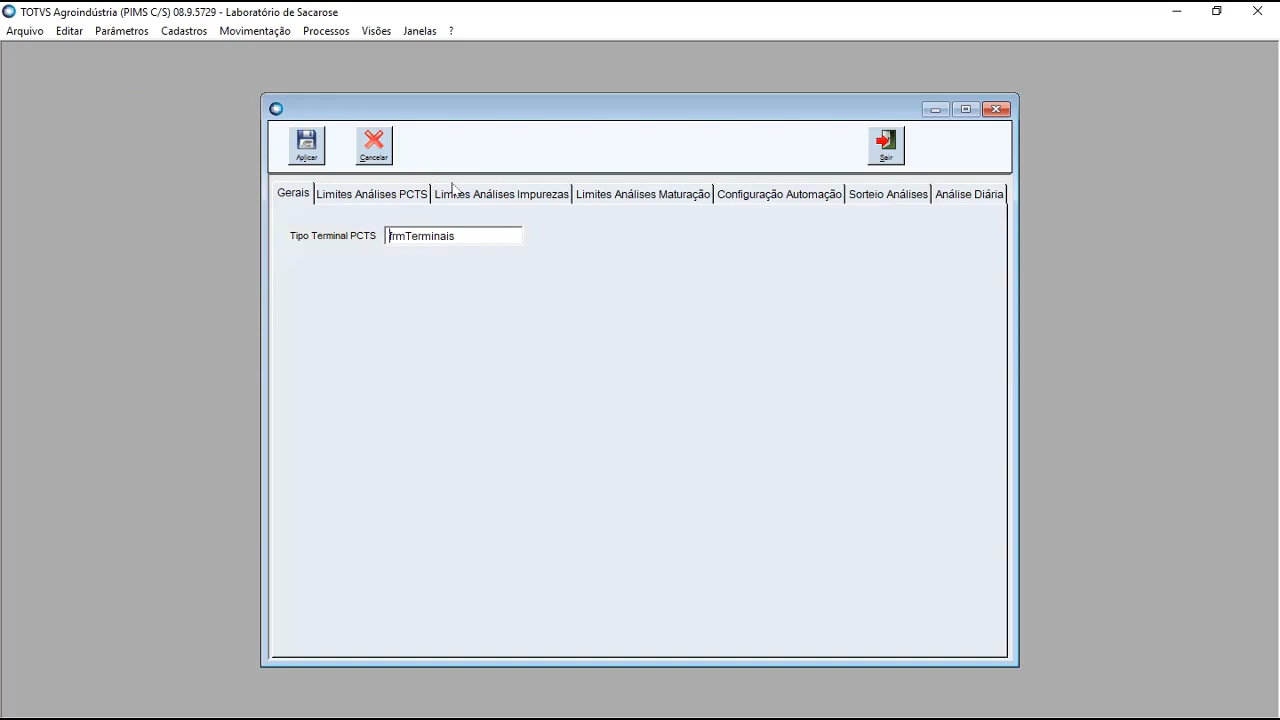 TOTVS Agroindústria (PIMS C/S) 08.9.5729 - Laboratório de Sacarose
Arquivo Editar Parâmetros Cadastros Movimentação Processos Visões Janelas ?
Aplicar Cancelar Sair
Gerais Limites Análises PCTS Limites Análises Impurezas Limites Análises Maturação Configuração Automação Sorteio Análises Análise Diária
Tipo Terminal PCTS frmTerminais